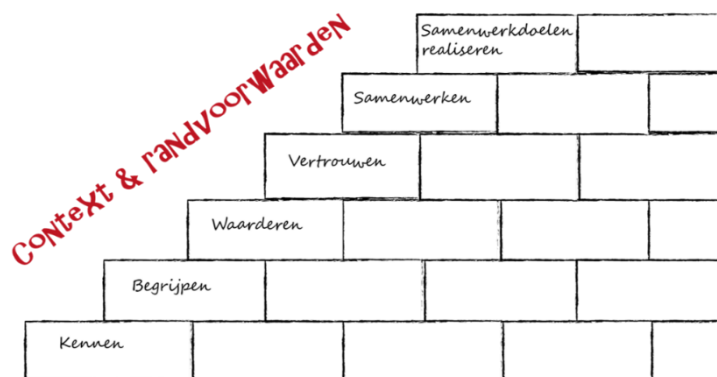 Context & randvoorwaarden
Samenwerkdoelen
realiseren
Samenwerken
Vertrouwen
Waarderen
Begrijpen
Kennen